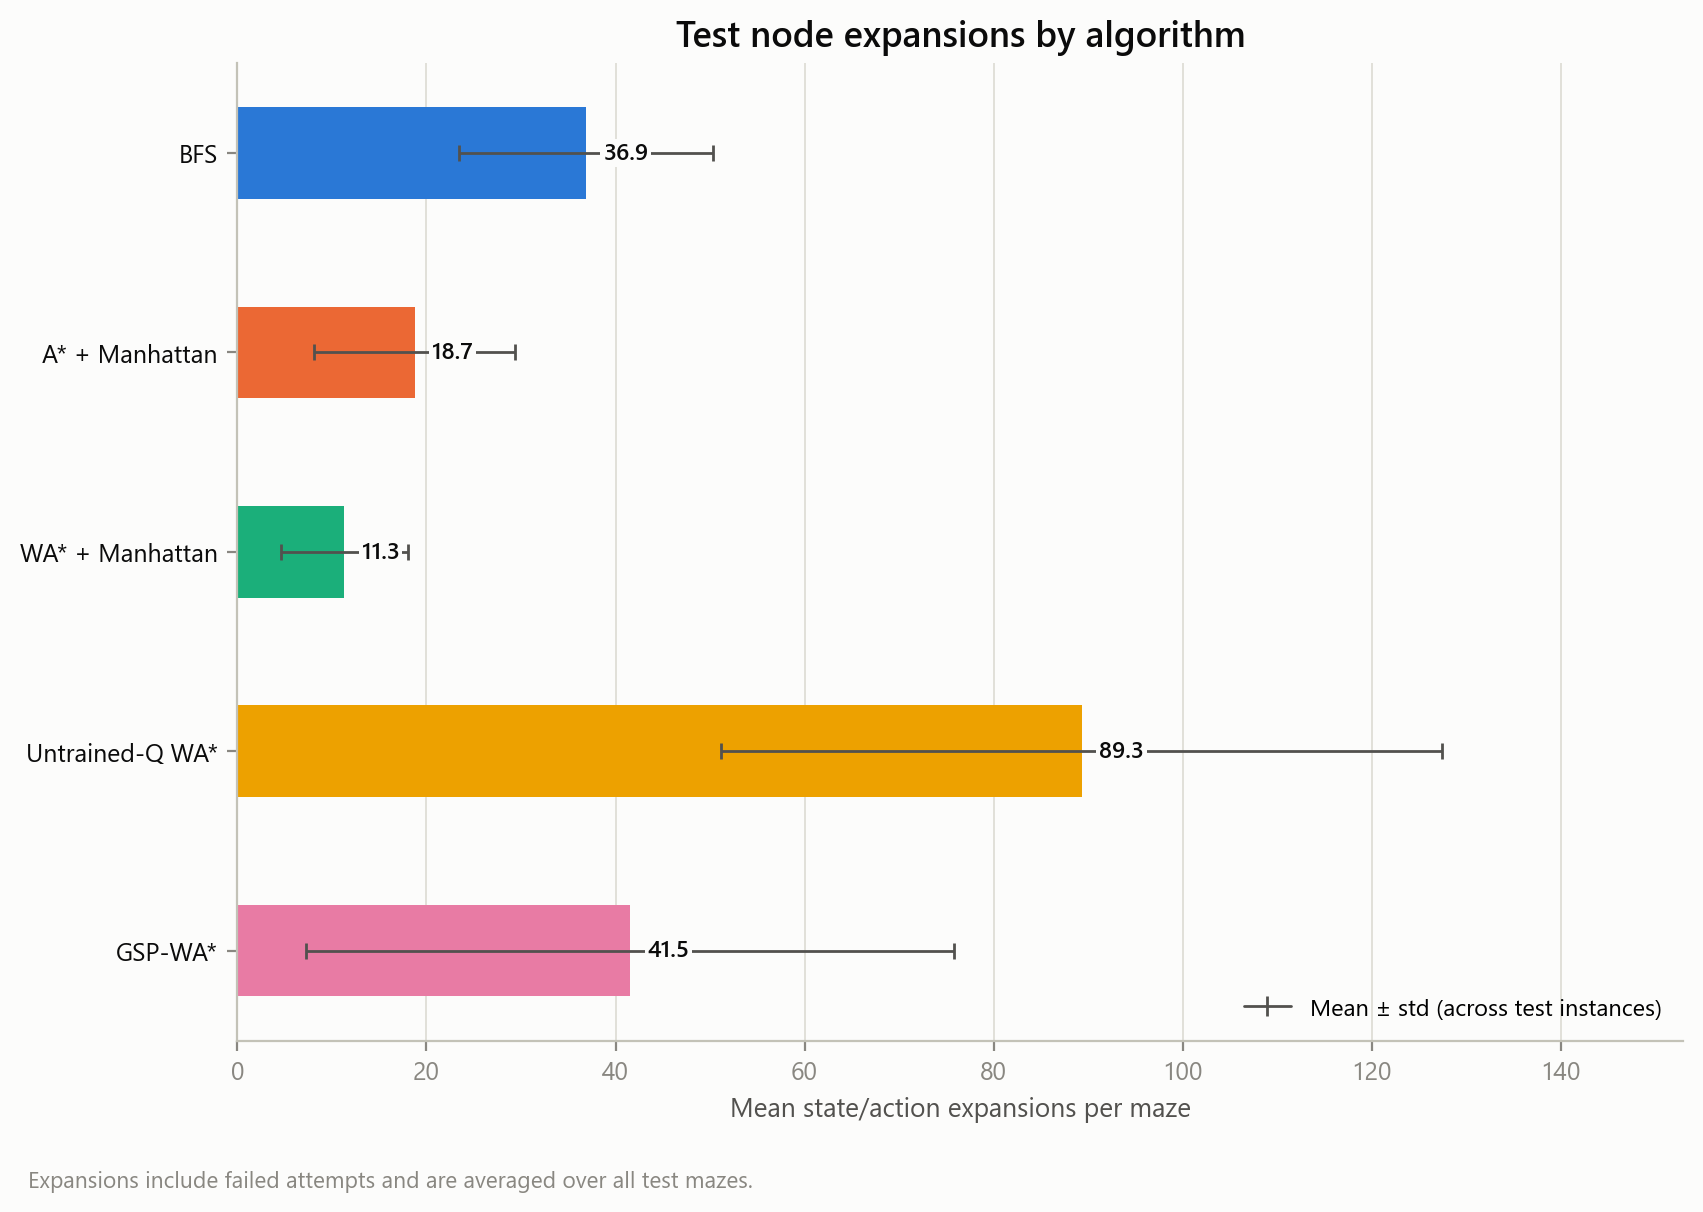 Test node expansions by algorithm
BFS
36.9
A* + Manhattan
18.7
WA* + Manhattan
11.3
Untrained-Q WA*
89.3
GSP-WA*
41.5
Mean ± std (across test instances)
0 20 40 60 80 100 120 140
Mean state/action expansions per maze
Expansions include failed attempts and are averaged over all test mazes.